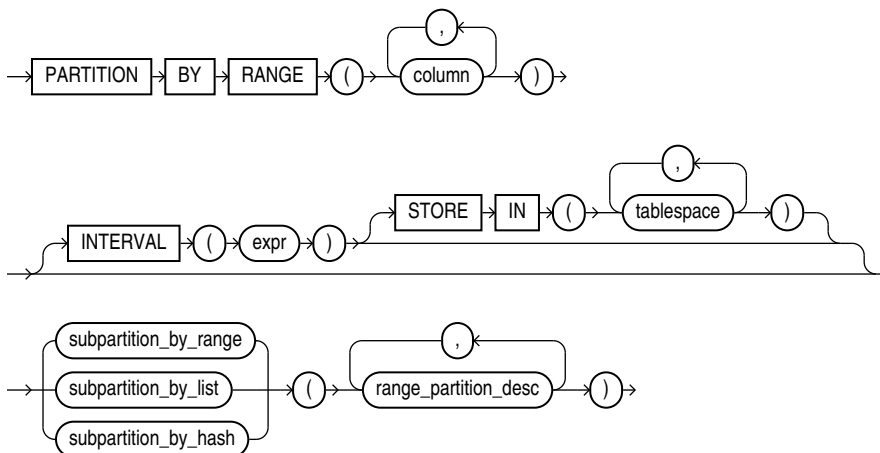 ,
PARTITION BY RANGE ( column )
,
STORE IN ( tablespace )
INTERVAL ( expr )
subpartition_by_range
,
subpartition_by_list ( range_partition_desc )
subpartition_by_hash